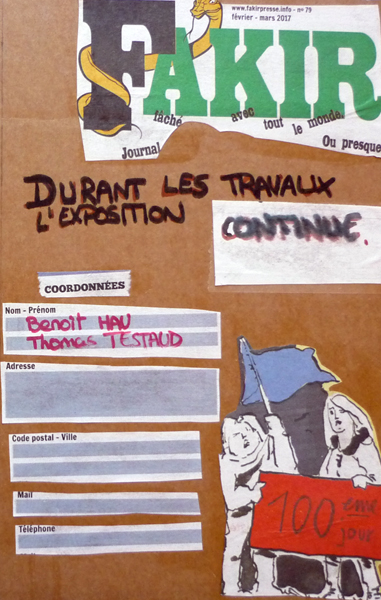 www.fakirpresse.info - n° 79
février - mars 2017
FAKIR
Journal fâché avec tout le monde.
Ou presque
DURANT LES TRAVAUX
L'EXPOSITION CONTINUE.
COORDONNÉES
Nom - Prénom
Benoit HAU
Thomas TESTAUD
Adresse
Code postal - Ville
Mail
Téléphone
100 eme
jour